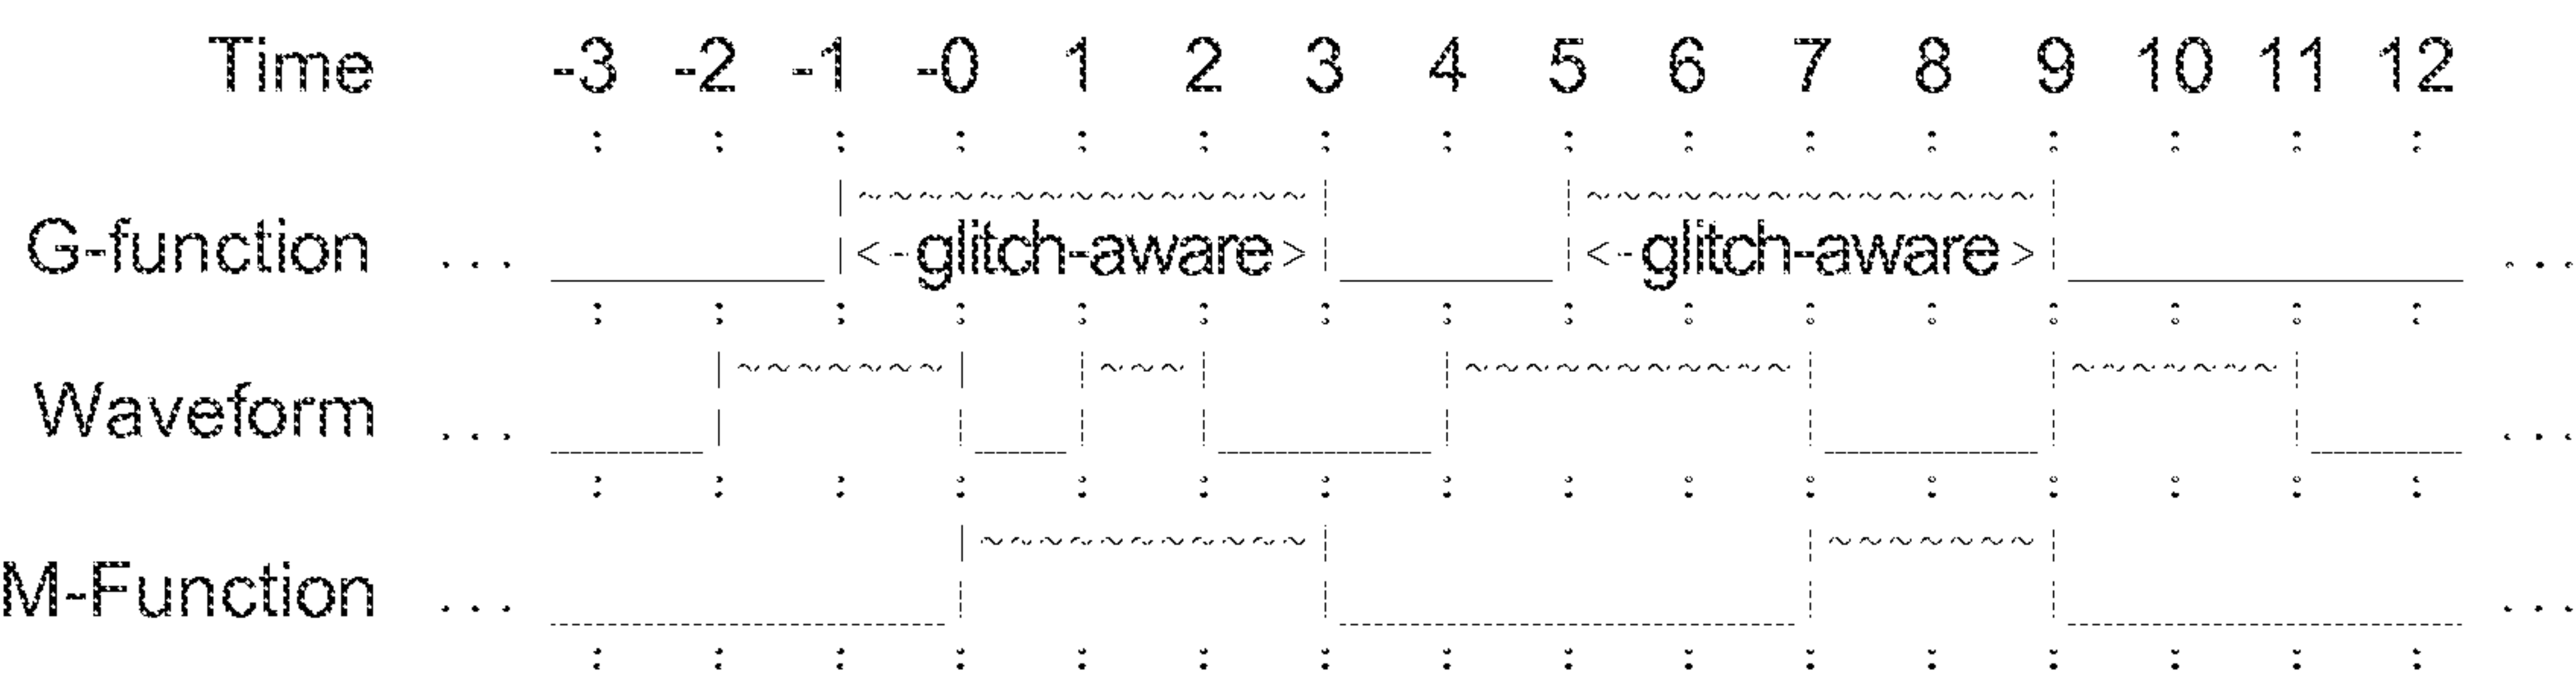 Time -3 -2 -1 -0 1 2 3 4 5 6 7 8 9 10 11 12
G-function ... |<-glitch-aware>| |<-glitch-aware>| ...
Waveform ... ...
M-Function ... ...